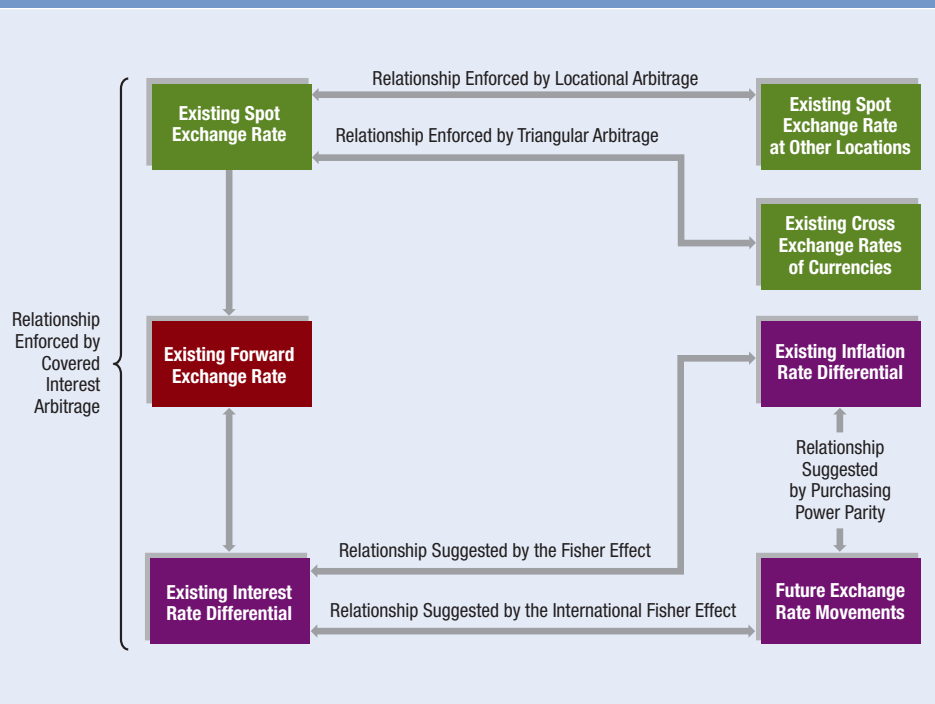 Relationship Enforced by Locational Arbitrage
Existing Spot
Exchange Rate
Existing Spot
Exchange Rate
at Other Locations
Relationship Enforced by Triangular Arbitrage
Existing Cross
Exchange Rates
of Currencies
Relationship
Enforced by
Covered
Interest
Arbitrage
Existing Forward
Exchange Rate
Existing Inflation
Rate Differential
Relationship
Suggested
by Purchasing
Power Parity
Relationship Suggested by the Fisher Effect
Existing Interest
Rate Differential
Relationship Suggested by the International Fisher Effect
Future Exchange
Rate Movements